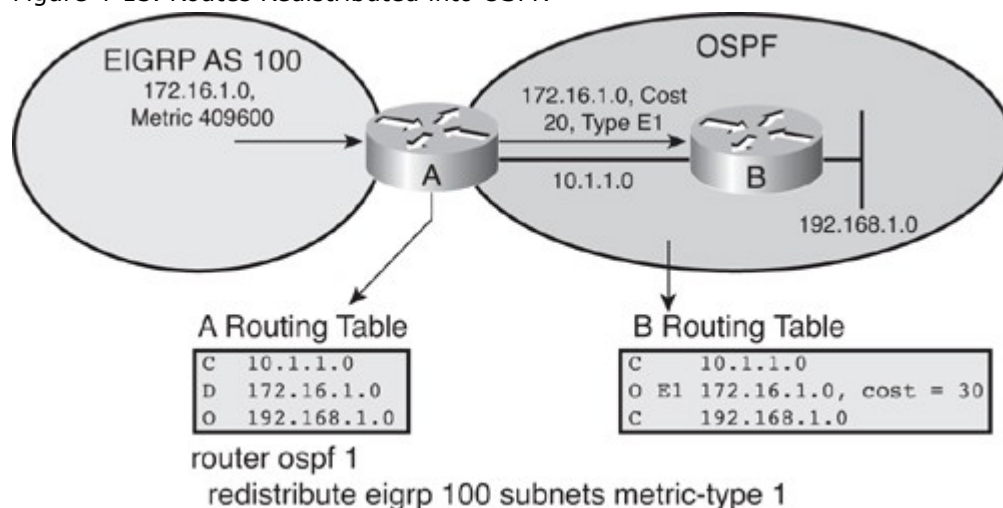 Figure 4-13. Routes Redistributed into OSPF.
EIGRP AS 100
172.16.1.0,
Metric 409600
OSPF
172.16.1.0, Cost
20, Type E1
A
10.1.1.0
B
192.168.1.0
A Routing Table
C 10.1.1.0
D 172.16.1.0
O 192.168.1.0
B Routing Table
C 10.1.1.0
O E1 172.16.1.0, cost = 30
C 192.168.1.0
router ospf 1
redistribute eigrp 100 subnets metric-type 1